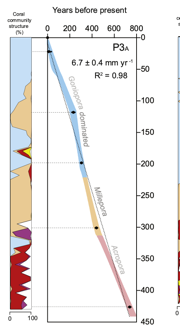 Years before present
Coral
community
structure
(%)
0 200 400 600 800
0
P3A
6.7 ± 0.4 mm yr -1
R² = 0.98
50
100
150
200
250
300
350
400
450
Goniopora dominated
Millepora
Acropora
0 100